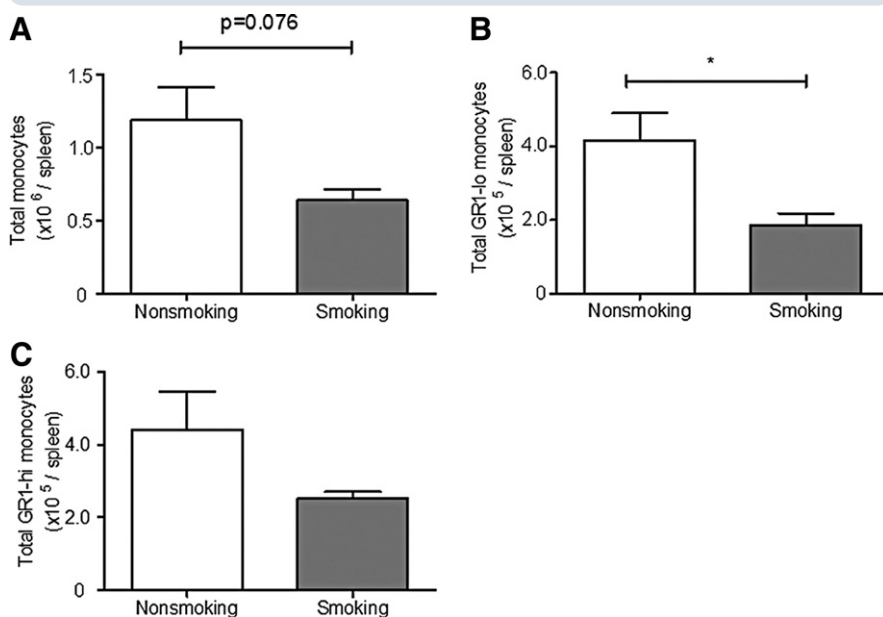 A
p=0.076
Total monocytes
(x10 6 / spleen)
1.5
1.0
0.5
0
Nonsmoking Smoking
B
*
Total GR1-lo monocytes
(x10 5 / spleen)
6.0
4.0
2.0
0
Nonsmoking Smoking
C
Total GR1-hi monocytes
(x10 5 / spleen)
6.0
4.0
2.0
0
Nonsmoking Smoking